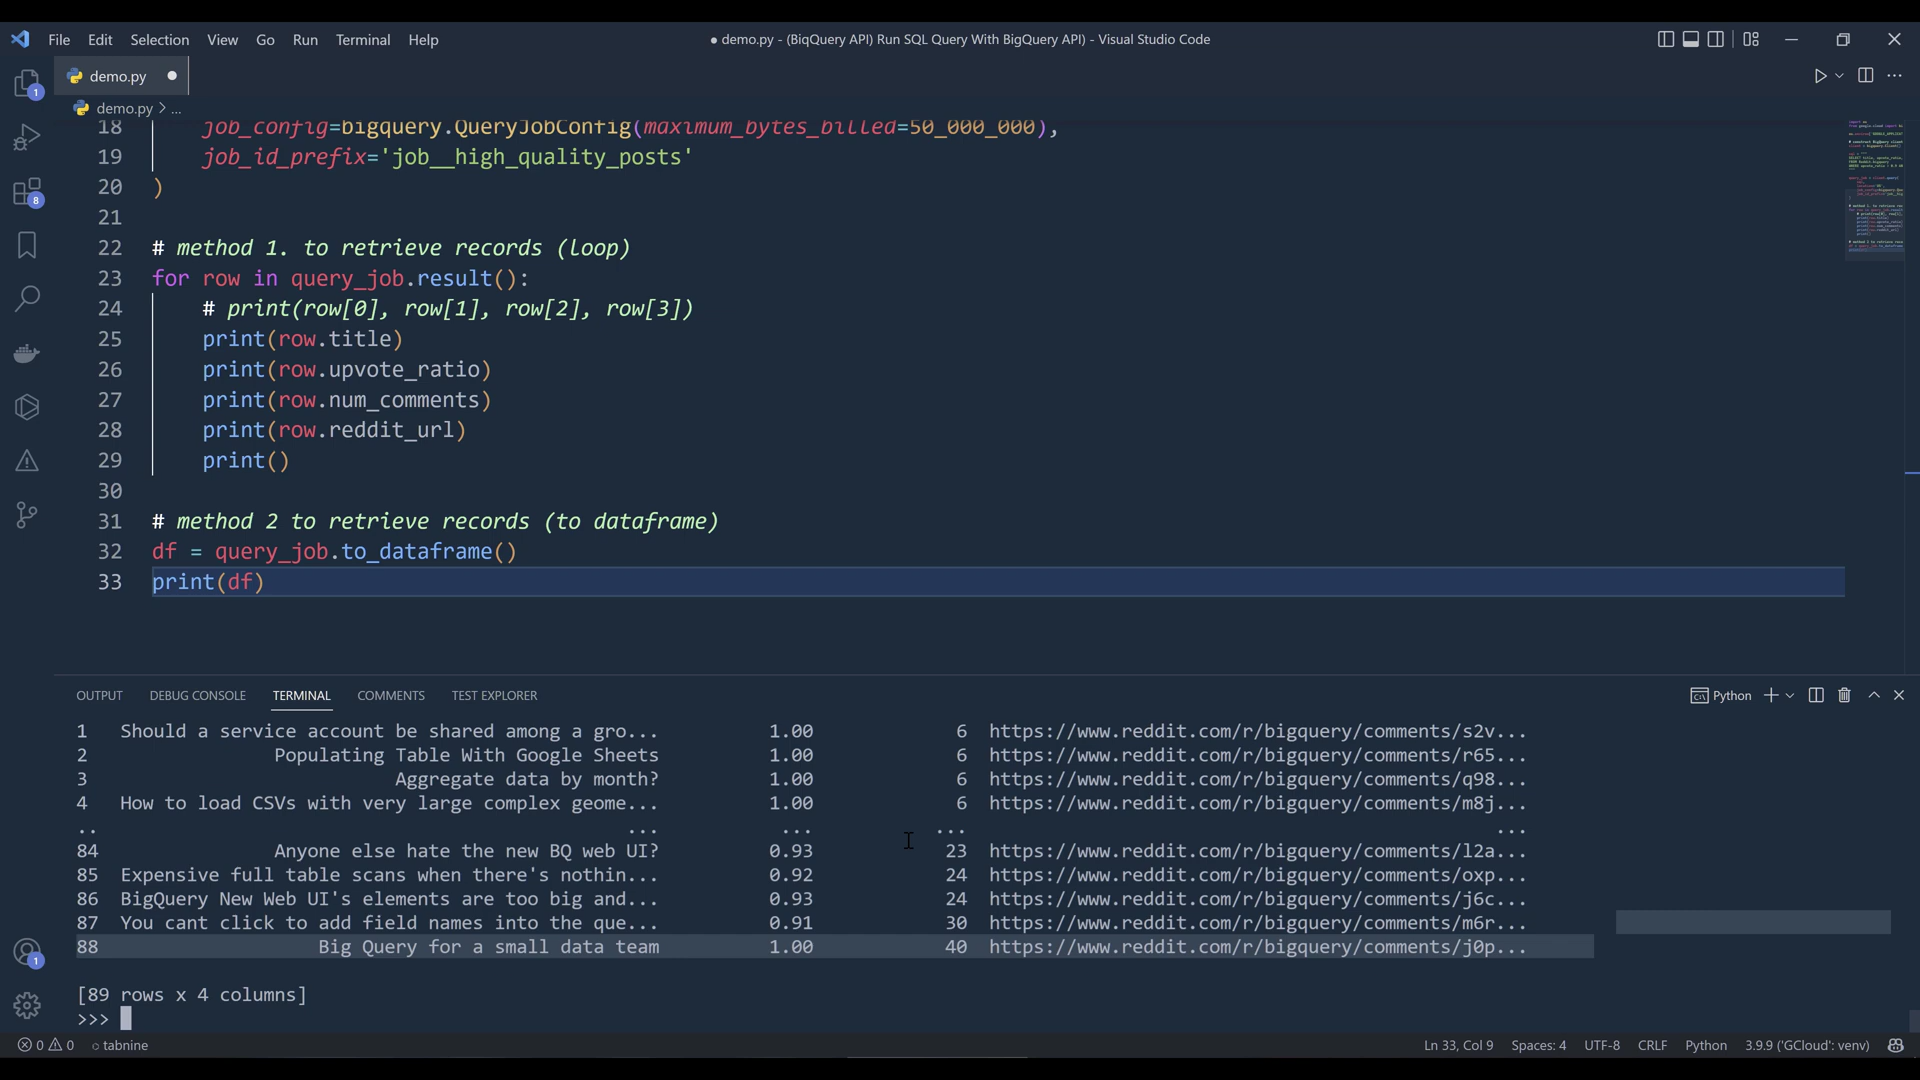 File Edit Selection View Go Run Terminal Help
● demo.py - (BiqQuery API) Run SQL Query With BigQuery API) - Visual Studio Code
demo.py ●
demo.py > ...
18 job_config=bigquery.QueryJobConfig(maximum_bytes_billed=50_000_000),
19 job_id_prefix='job__high_quality_posts'
20 )
21
22 # method 1. to retrieve records (loop)
23 for row in query_job.result():
24 # print(row[0], row[1], row[2], row[3])
25 print(row.title)
26 print(row.upvote_ratio)
27 print(row.num_comments)
28 print(row.reddit_url)
29 print()
30
31 # method 2 to retrieve records (to dataframe)
32 df = query_job.to_dataframe()
33 print(df)
1
8
OUTPUT DEBUG CONSOLE TERMINAL COMMENTS TEST EXPLORER
Python
1 Should a service account be shared among a gro... 1.00 6 https://www.reddit.com/r/bigquery/comments/s2v...
2 Populating Table With Google Sheets 1.00 6 https://www.reddit.com/r/bigquery/comments/r65...
3 Aggregate data by month? 1.00 6 https://www.reddit.com/r/bigquery/comments/q98...
4 How to load CSVs with very large complex geome... 1.00 6 https://www.reddit.com/r/bigquery/comments/m8j...
.. ... ... ... ...
84 Anyone else hate the new BQ web UI? 0.93 23 https://www.reddit.com/r/bigquery/comments/l2a...
85 Expensive full table scans when there's nothin... 0.92 24 https://www.reddit.com/r/bigquery/comments/oxp...
86 BigQuery New Web UI's elements are too big and... 0.93 24 https://www.reddit.com/r/bigquery/comments/j6c...
87 You cant click to add field names into the que... 0.91 30 https://www.reddit.com/r/bigquery/comments/m6r...
88 Big Query for a small data team 1.00 40 https://www.reddit.com/r/bigquery/comments/j0p...
1
[89 rows x 4 columns]
>>>
0 0 tabnine
Ln 33, Col 9 Spaces: 4 UTF-8 CRLF Python 3.9.9 ('GCloud': venv)